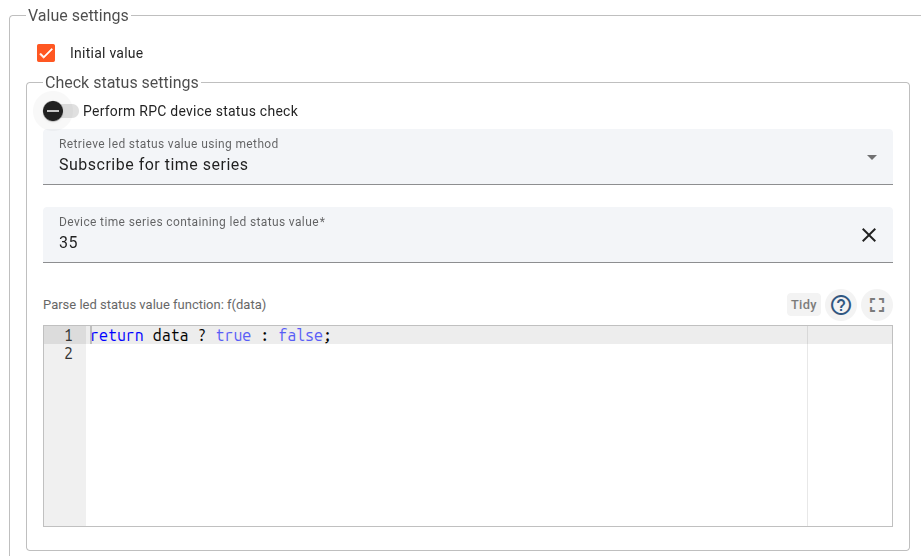 Value settings
Initial value
Check status settings
Perform RPC device status check
Retrieve led status value using method
Subscribe for time series
Device time series containing led status value*
35
Parse led status value function: f(data)
Tidy
1 return data ? true : false;
2